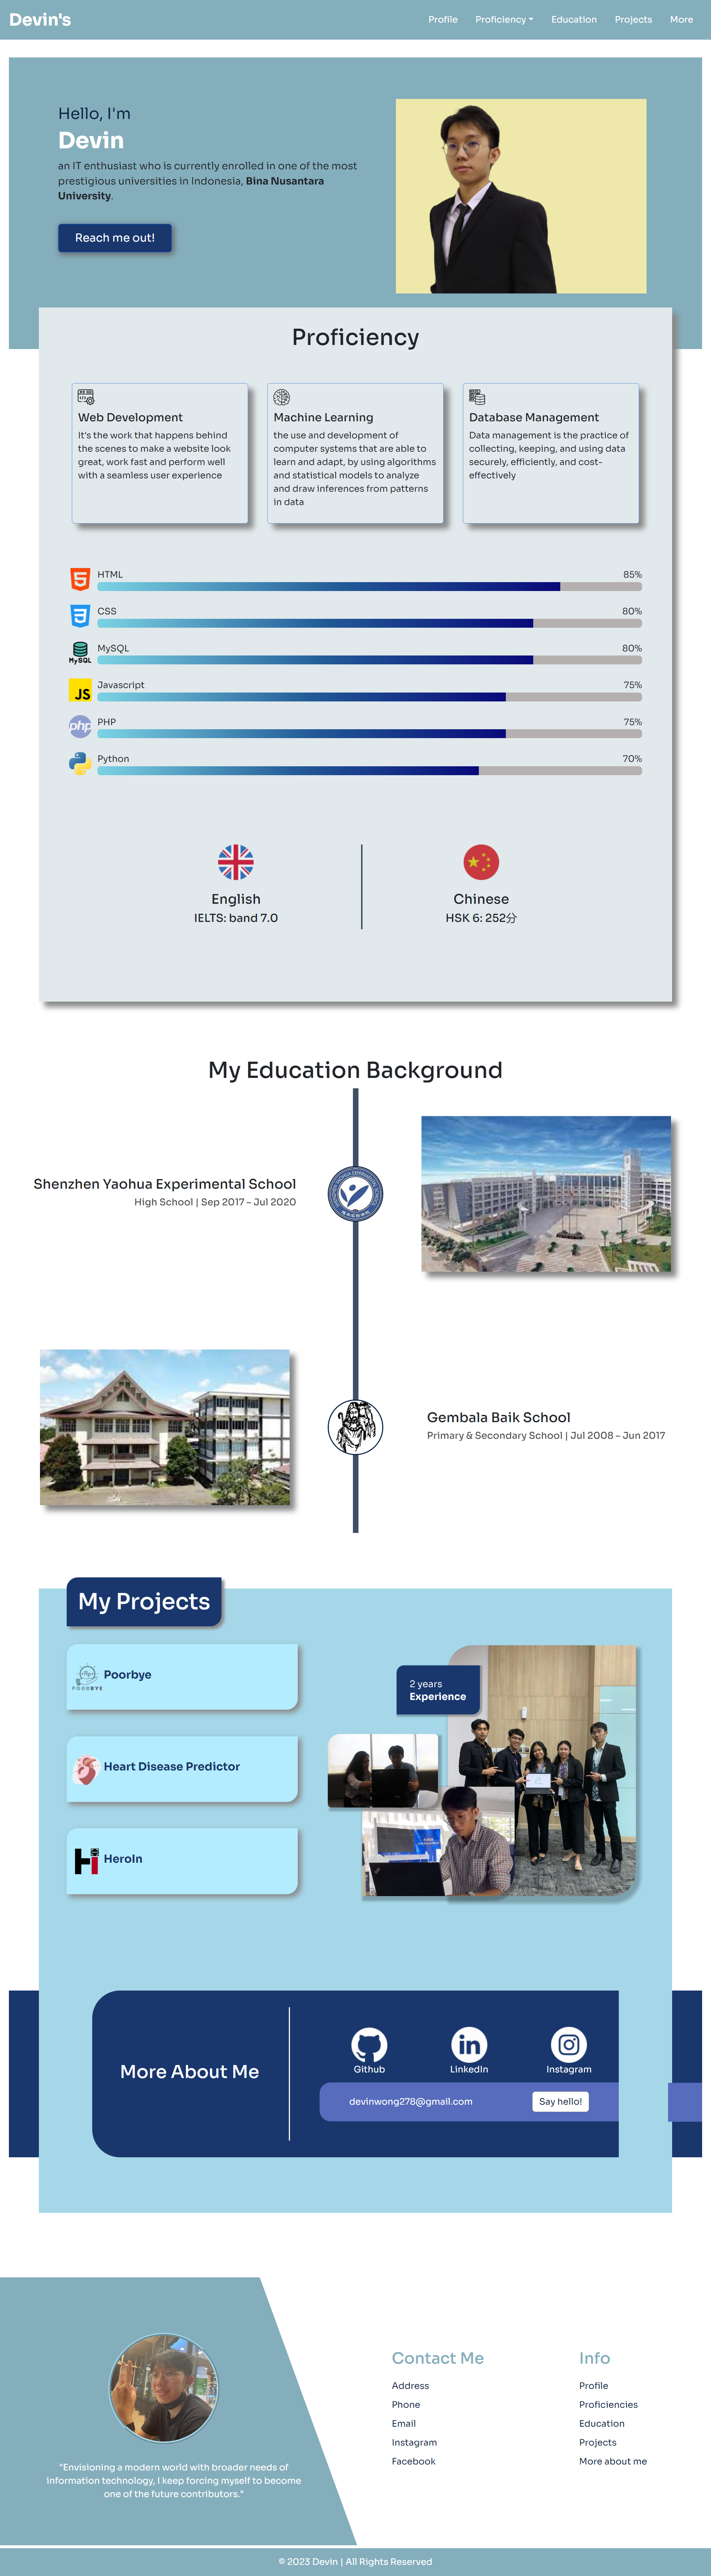 Devin's
Profile
Proficiency
Education
Projects
More
Hello, I'm
Devin
an IT enthusiast who is currently enrolled in one of the most
prestigious universities in Indonesia, Bina Nusantara
University.
Reach me out!
Proficiency
Web Development
It's the work that happens behind
the scenes to make a website look
great, work fast and perform well
with a seamless user experience
Machine Learning
the use and development of
computer systems that are able to
learn and adapt, by using algorithms
and statistical models to analyze
and draw inferences from patterns
in data
Database Management
Data management is the practice of
collecting, keeping, and using data
securely, efficiently, and cost-
effectively
HTML
85%
CSS
80%
MySQL
MySQL
80%
JS
Javascript
75%
php
PHP
75%
Python
70%
English
IELTS: band 7.0
Chinese
HSK 6: 252分
My Education Background
Shenzhen Yaohua Experimental School
High School | Sep 2017 – Jul 2020
Gembala Baik School
Primary & Secondary School | Jul 2008 – Jun 2017
My Projects
POORBYE
Poorbye
Heart Disease Predictor
Hi
HeroIn
2 years
Experience
More About Me
Github
LinkedIn
Instagram
devinwong278@gmail.com
Say hello!
"Envisioning a modern world with broader needs of
information technology, I keep forcing myself to become
one of the future contributors."
Contact Me
Address
Phone
Email
Instagram
Facebook
Info
Profile
Proficiencies
Education
Projects
More about me
© 2023 Devin | All Rights Reserved